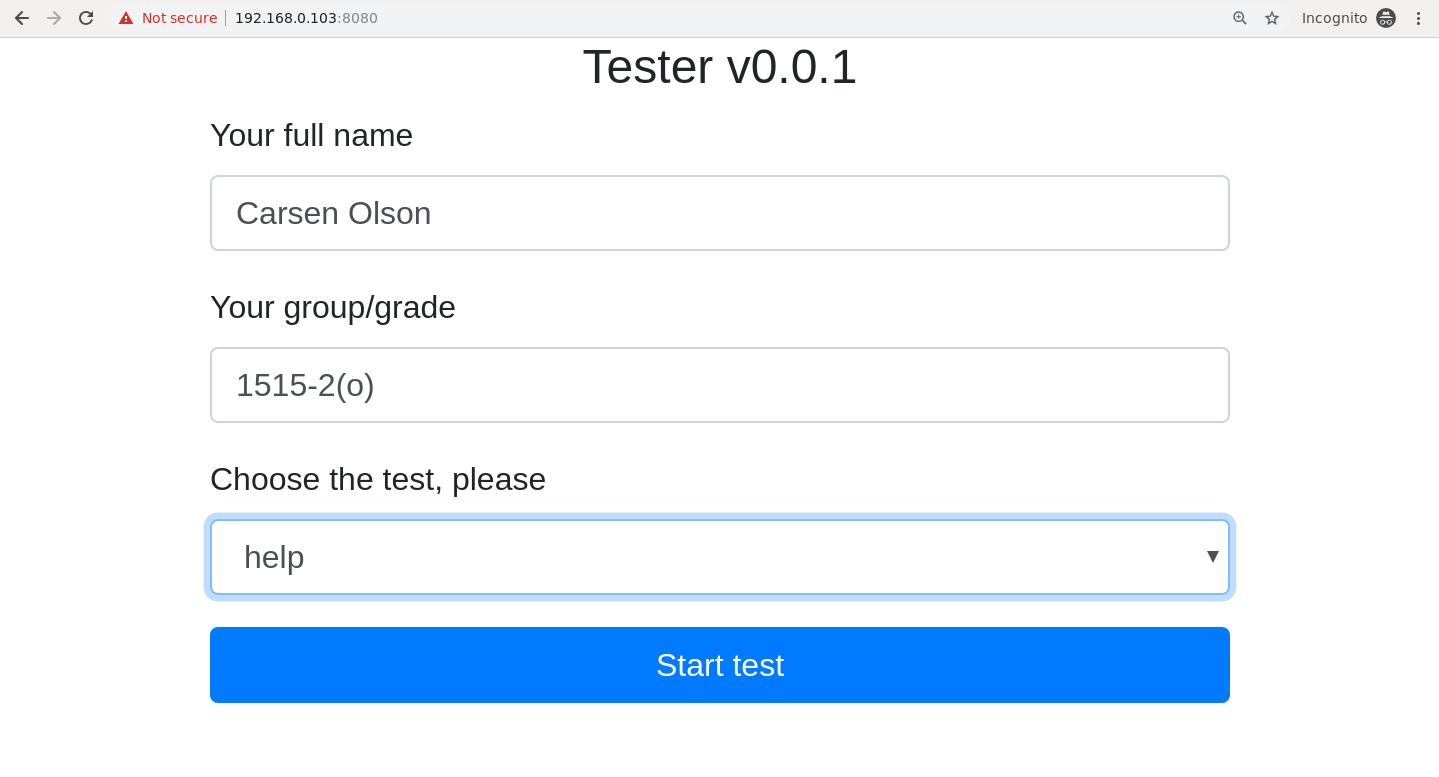 Not secure 192.168.0.103:8080 Incognito
Tester v0.0.1
Your full name
Carsen Olson
Your group/grade
1515-2(o)
Choose the test, please
help
Start test